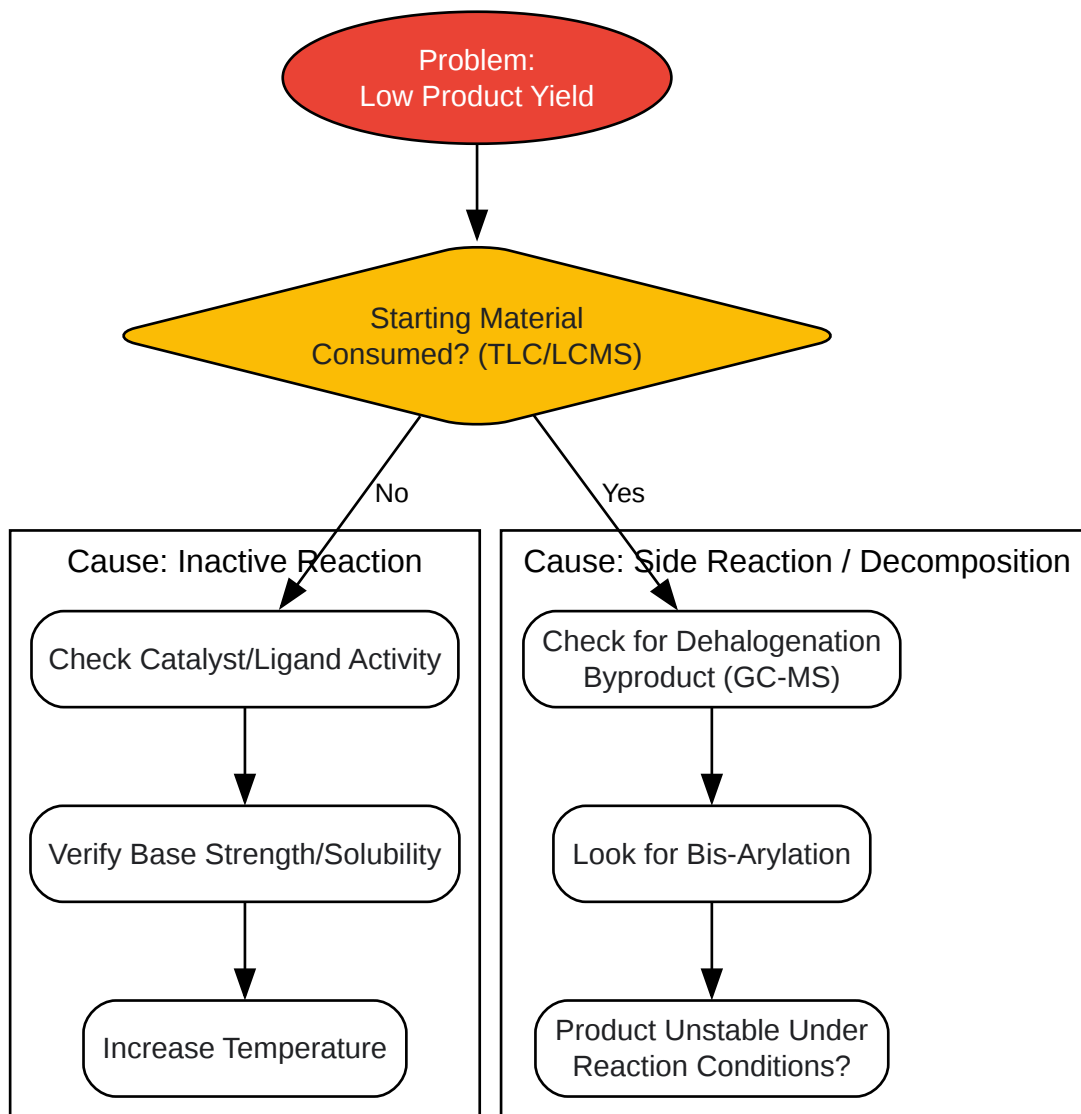 Problem:
Low Product Yield
Starting Material
Consumed? (TLC/LCMS)
No
Yes
Cause: Inactive Reaction
Check Catalyst/Ligand Activity
Verify Base Strength/Solubility
Increase Temperature
Cause: Side Reaction / Decomposition
Check for Dehalogenation
Byproduct (GC-MS)
Look for Bis-Arylation
Product Unstable Under
Reaction Conditions?